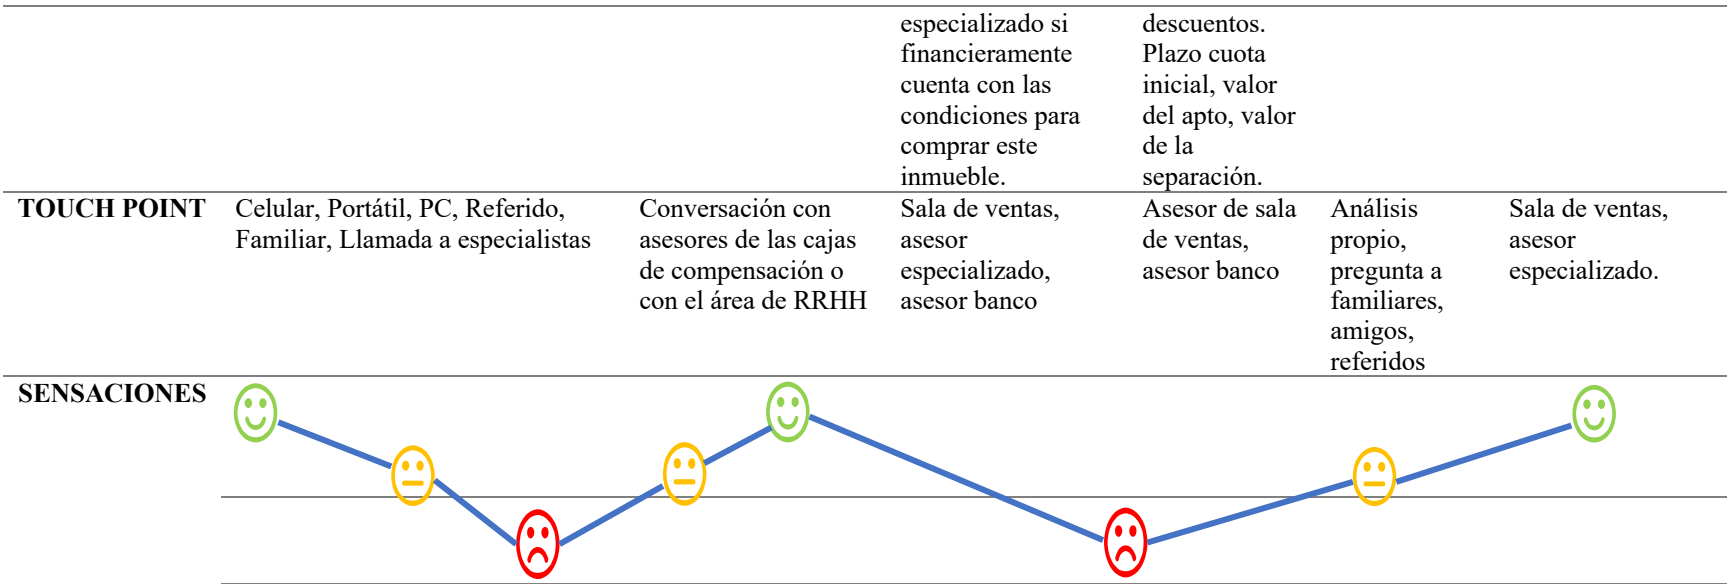 especializado si
financieramente
cuenta con las
condiciones para
comprar este
inmueble.
descuentos.
Plazo cuota
inicial, valor
del apto, valor
de la
separación.
TOUCH POINT
Celular, Portátil, PC, Referido,
Familiar, Llamada a especialistas
Conversación con
asesores de las cajas
de compensación o
con el área de RRHH
Sala de ventas,
asesor
especializado,
asesor banco
Asesor de sala
de ventas,
asesor banco
Análisis
propio,
pregunta a
familiares,
amigos,
referidos
Sala de ventas,
asesor
especializado.
SENSACIONES